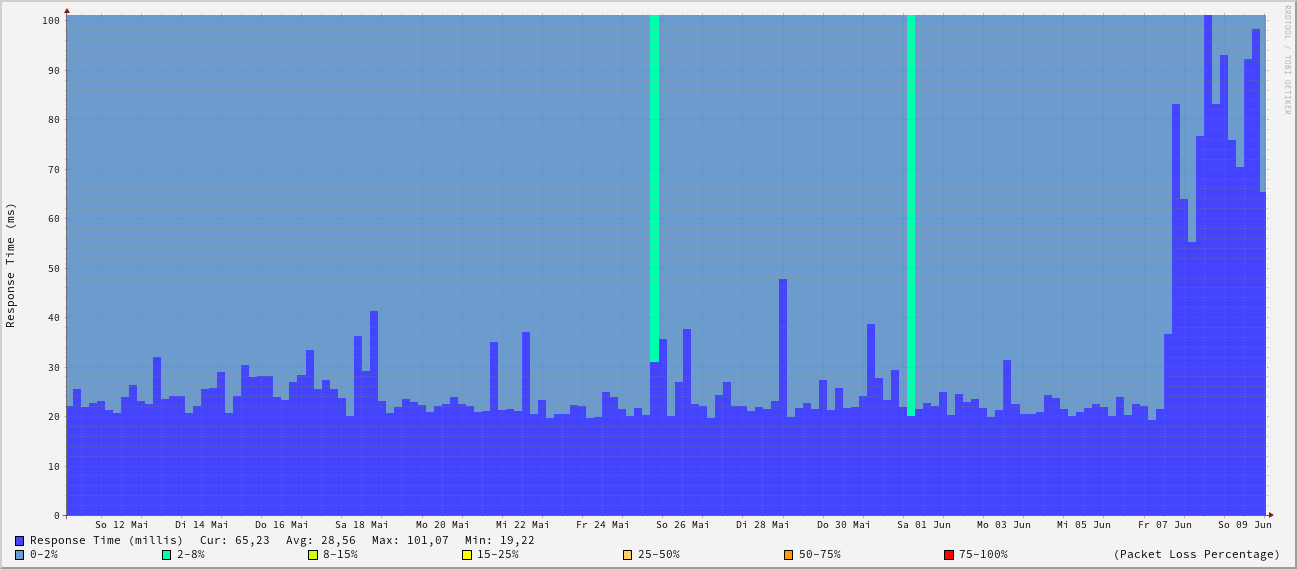 RRDTOOL / TOBI OETIKER
Response Time (ms)
100
90
80
70
60
50
40
30
20
10
0
So 12 Mai Di 14 Mai Do 16 Mai Sa 18 Mai Mo 20 Mai Mi 22 Mai Fr 24 Mai So 26 Mai Di 28 Mai Do 30 Mai Sa 01 Jun Mo 03 Jun Mi 05 Jun Fr 07 Jun So 09 Jun
Response Time (millis) Cur: 65,23 Avg: 28,56 Max: 101,07 Min: 19,22
0-2% 2-8% 8-15% 15-25% 25-50% 50-75% 75-100% (Packet Loss Percentage)